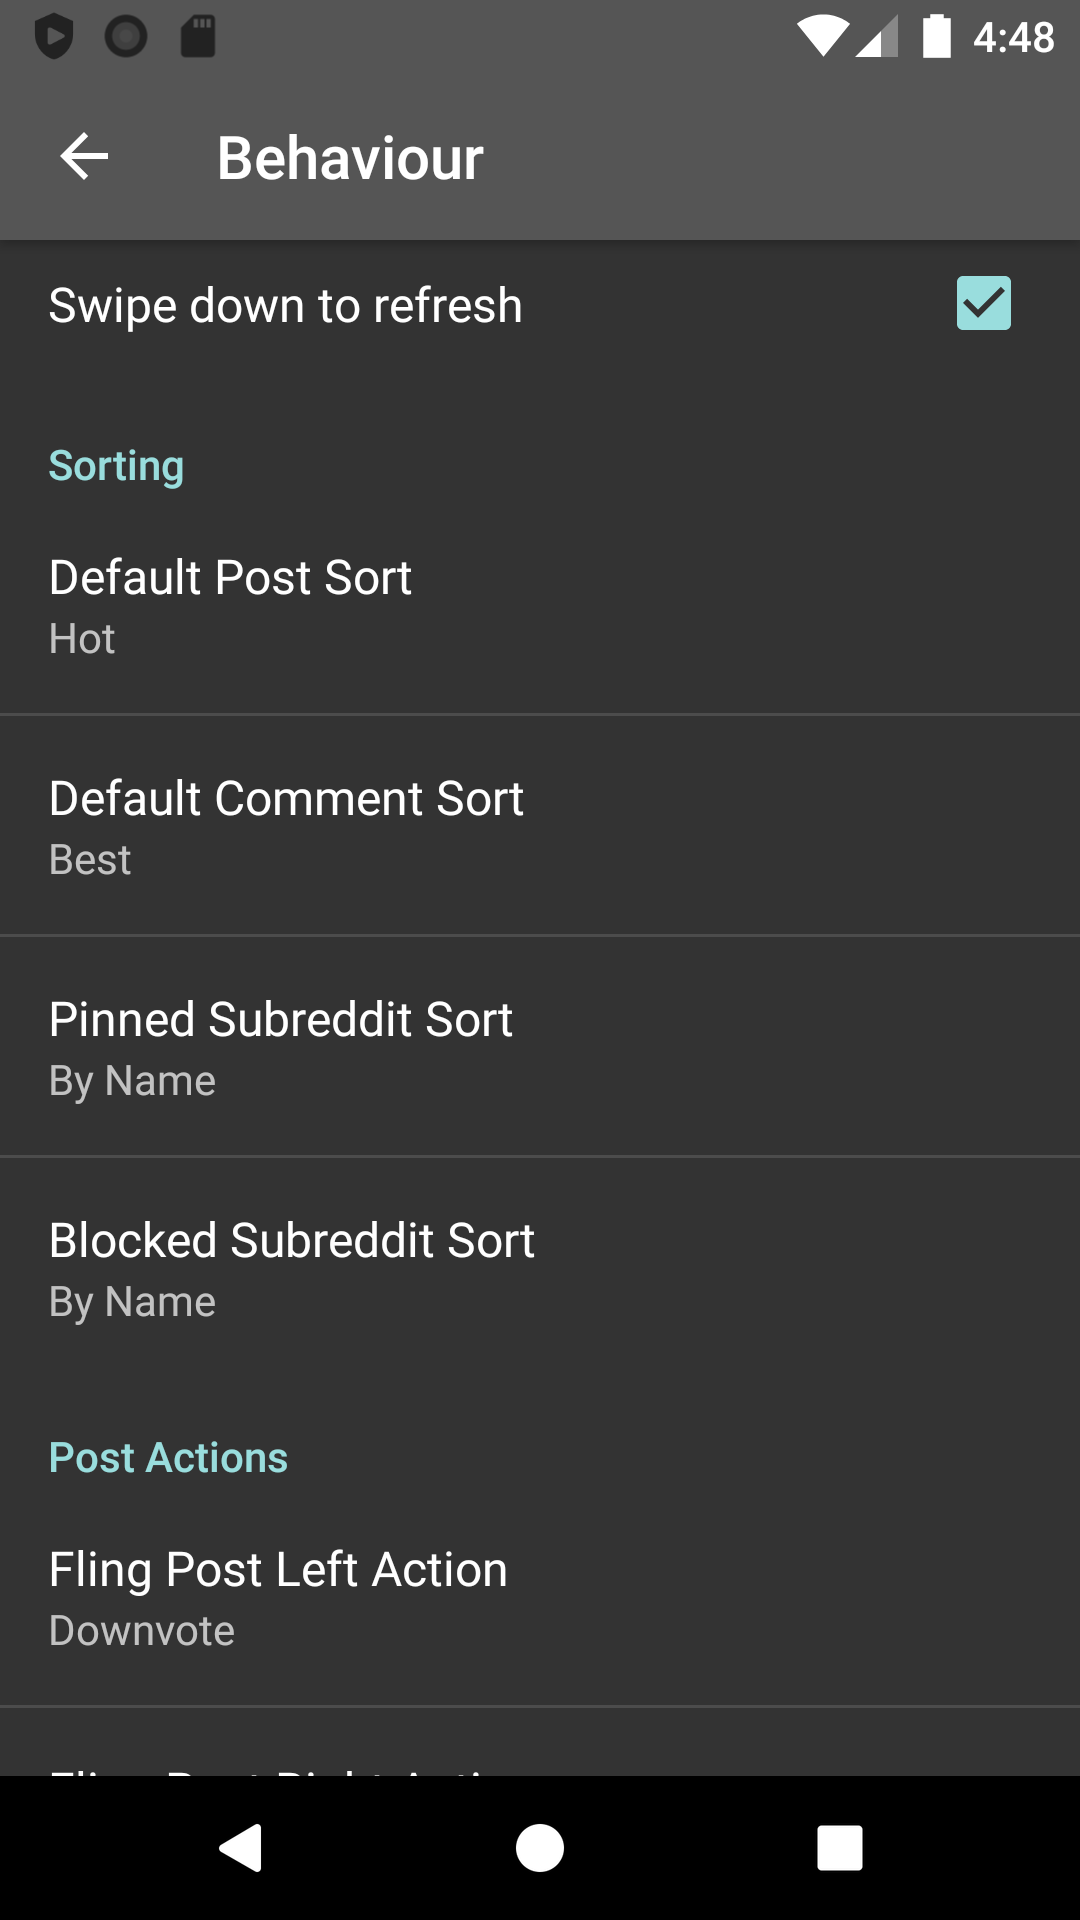 4:48
Behaviour
Swipe down to refresh
Sorting
Default Post Sort
Hot
Default Comment Sort
Best
Pinned Subreddit Sort
By Name
Blocked Subreddit Sort
By Name
Post Actions
Fling Post Left Action
Downvote